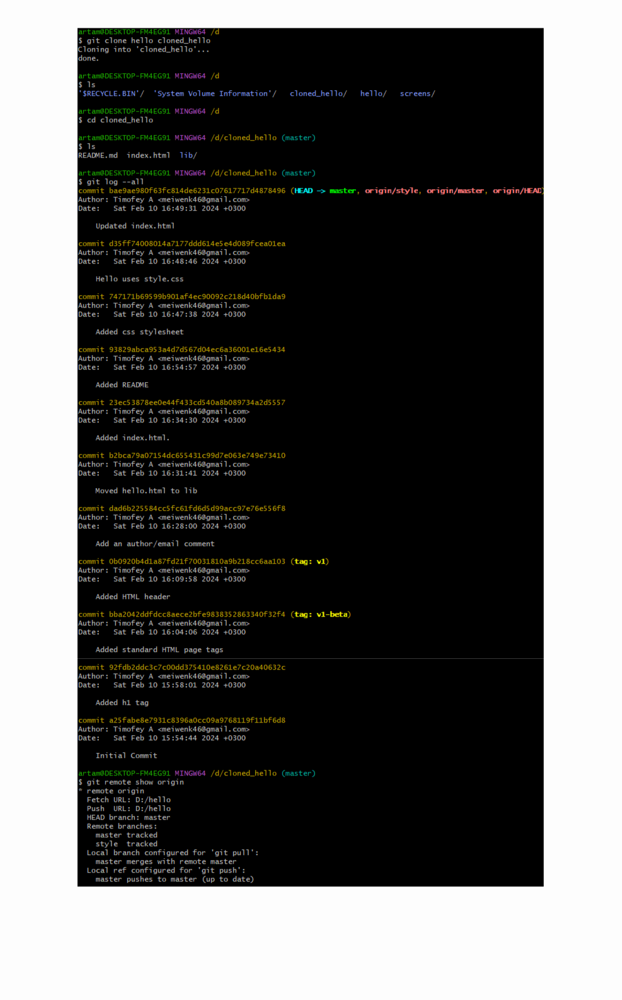 artam@DESKTOP-FM4EG91 MINGW64 /d
$ git clone hello cloned_hello
Cloning into 'cloned_hello'...
done.
artam@DESKTOP-FM4EG91 MINGW64 /d
$ ls
'$RECYCLE.BIN'/  'System Volume Information'/   cloned_hello/   hello/   screens/
artam@DESKTOP-FM4EG91 MINGW64 /d
$ cd cloned_hello
artam@DESKTOP-FM4EG91 MINGW64 /d/cloned_hello (master)
$ ls
README.md  index.html  lib/
artam@DESKTOP-FM4EG91 MINGW64 /d/cloned_hello (master)
$ git log --all
commit bae9ae980f63fc814de6231c07617717d4878496 (HEAD -> master, origin/style, origin/master, origin/HEAD)
Author: Timofey A <meiwenk46@gmail.com>
Date:   Sat Feb 10 16:49:31 2024 +0300
Updated index.html
commit d35ff74008014a7177ddd614e5e4d089fcea01ea
Author: Timofey A <meiwenk46@gmail.com>
Date:   Sat Feb 10 16:48:46 2024 +0300
Hello uses style.css
commit 747171b69599b901af4ec90092c218d40bfb1da9
Author: Timofey A <meiwenk46@gmail.com>
Date:   Sat Feb 10 16:47:38 2024 +0300
Added css stylesheet
commit 93829abca953a4d7d567d04ec6a36001e16e5434
Author: Timofey A <meiwenk46@gmail.com>
Date:   Sat Feb 10 16:54:57 2024 +0300
Added README
commit 23ec53878ee0e44f433cd540a8b089734a2d5557
Author: Timofey A <meiwenk46@gmail.com>
Date:   Sat Feb 10 16:34:30 2024 +0300
Added index.html.
commit b2bca79a07154dc655431c99d7e063e749e73410
Author: Timofey A <meiwenk46@gmail.com>
Date:   Sat Feb 10 16:31:41 2024 +0300
Moved hello.html to lib
commit dad6b225584cc5fc61fd6d5d99acc97e76e556f8
Author: Timofey A <meiwenk46@gmail.com>
Date:   Sat Feb 10 16:28:00 2024 +0300
Add an author/email comment
commit 0b0920b4d1a87fd21f70031810a9b218cc6aa103 (tag: v1)
Author: Timofey A <meiwenk46@gmail.com>
Date:   Sat Feb 10 16:09:58 2024 +0300
Added HTML header
commit bba2042ddfdcc8aece2bfe9838352863340f32f4 (tag: v1-beta)
Author: Timofey A <meiwenk46@gmail.com>
Date:   Sat Feb 10 16:04:06 2024 +0300
Added standard HTML page tags
commit 92fdb2ddc3c7c00dd375410e8261e7c20a40632c
Author: Timofey A <meiwenk46@gmail.com>
Date:   Sat Feb 10 15:58:01 2024 +0300
Added h1 tag
commit a25fabe8e7931c8396a0cc09a9768119f11bf6d8
Author: Timofey A <meiwenk46@gmail.com>
Date:   Sat Feb 10 15:54:44 2024 +0300
Initial Commit
artam@DESKTOP-FM4EG91 MINGW64 /d/cloned_hello (master)
$ git remote show origin
* remote origin
Fetch URL: D:/hello
Push  URL: D:/hello
HEAD branch: master
Remote branches:
master tracked
style  tracked
Local branch configured for 'git pull':
master merges with remote master
Local ref configured for 'git push':
master pushes to master (up to date)